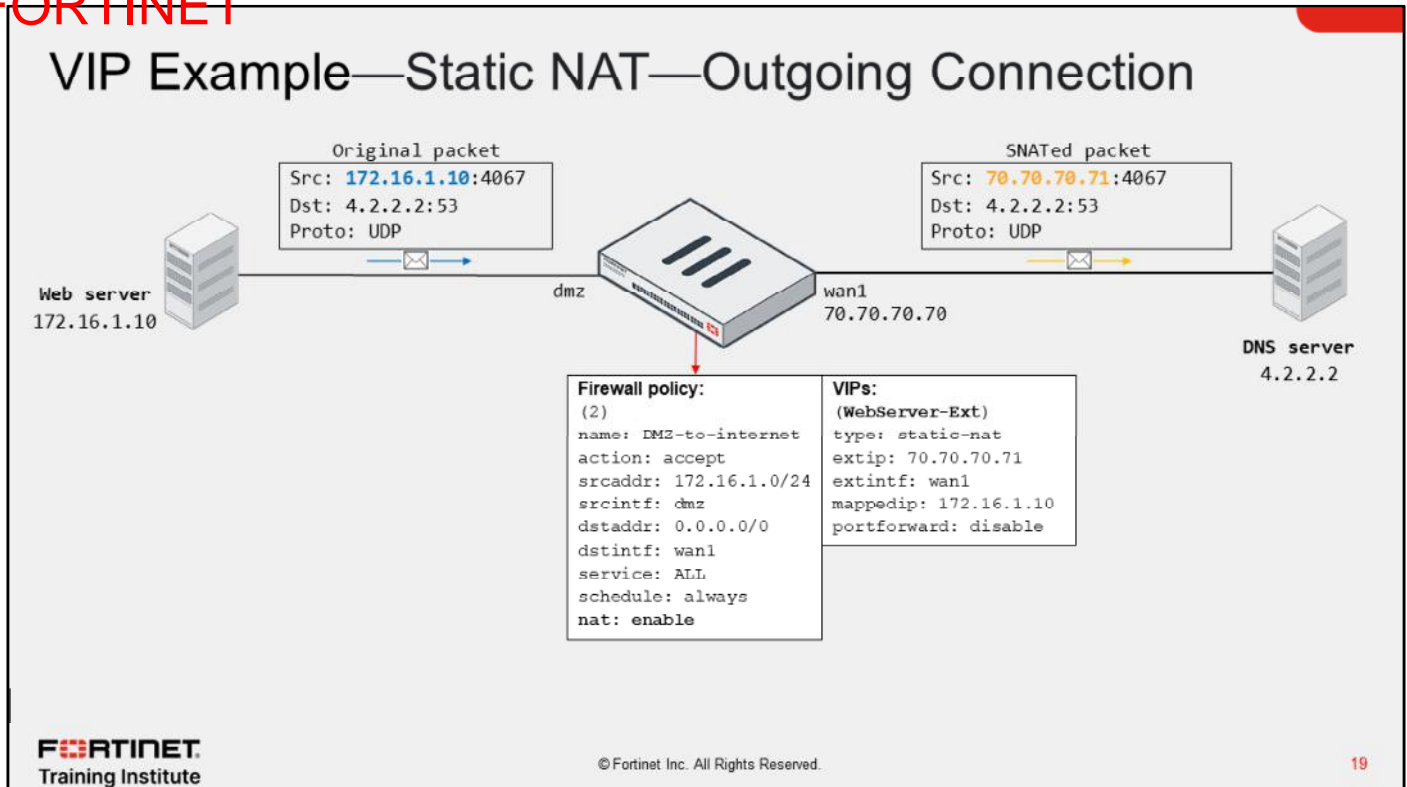 FORTINET
VIP Example—Static NAT—Outgoing Connection
Original packet
Src: 172.16.1.10:4067
Dst: 4.2.2.2:53
Proto: UDP
SNATed packet
Src: 70.70.70.71:4067
Dst: 4.2.2.2:53
Proto: UDP
Web server
172.16.1.10
dmz
wan1
70.70.70.70
DNS server
4.2.2.2
Firewall policy:
(2)
name: DMZ-to-internet
action: accept
srcaddr: 172.16.1.0/24
srcintf: dmz
dstaddr: 0.0.0.0/0
dstintf: wan1
service: ALL
schedule: always
nat: enable
VIPs:
(WebServer-Ext)
type: static-nat
extip: 70.70.70.71
extintf: wan1
mappedip: 172.16.1.10
portforward: disable
FORTINET
Training Institute
© Fortinet Inc. All Rights Reserved.
19